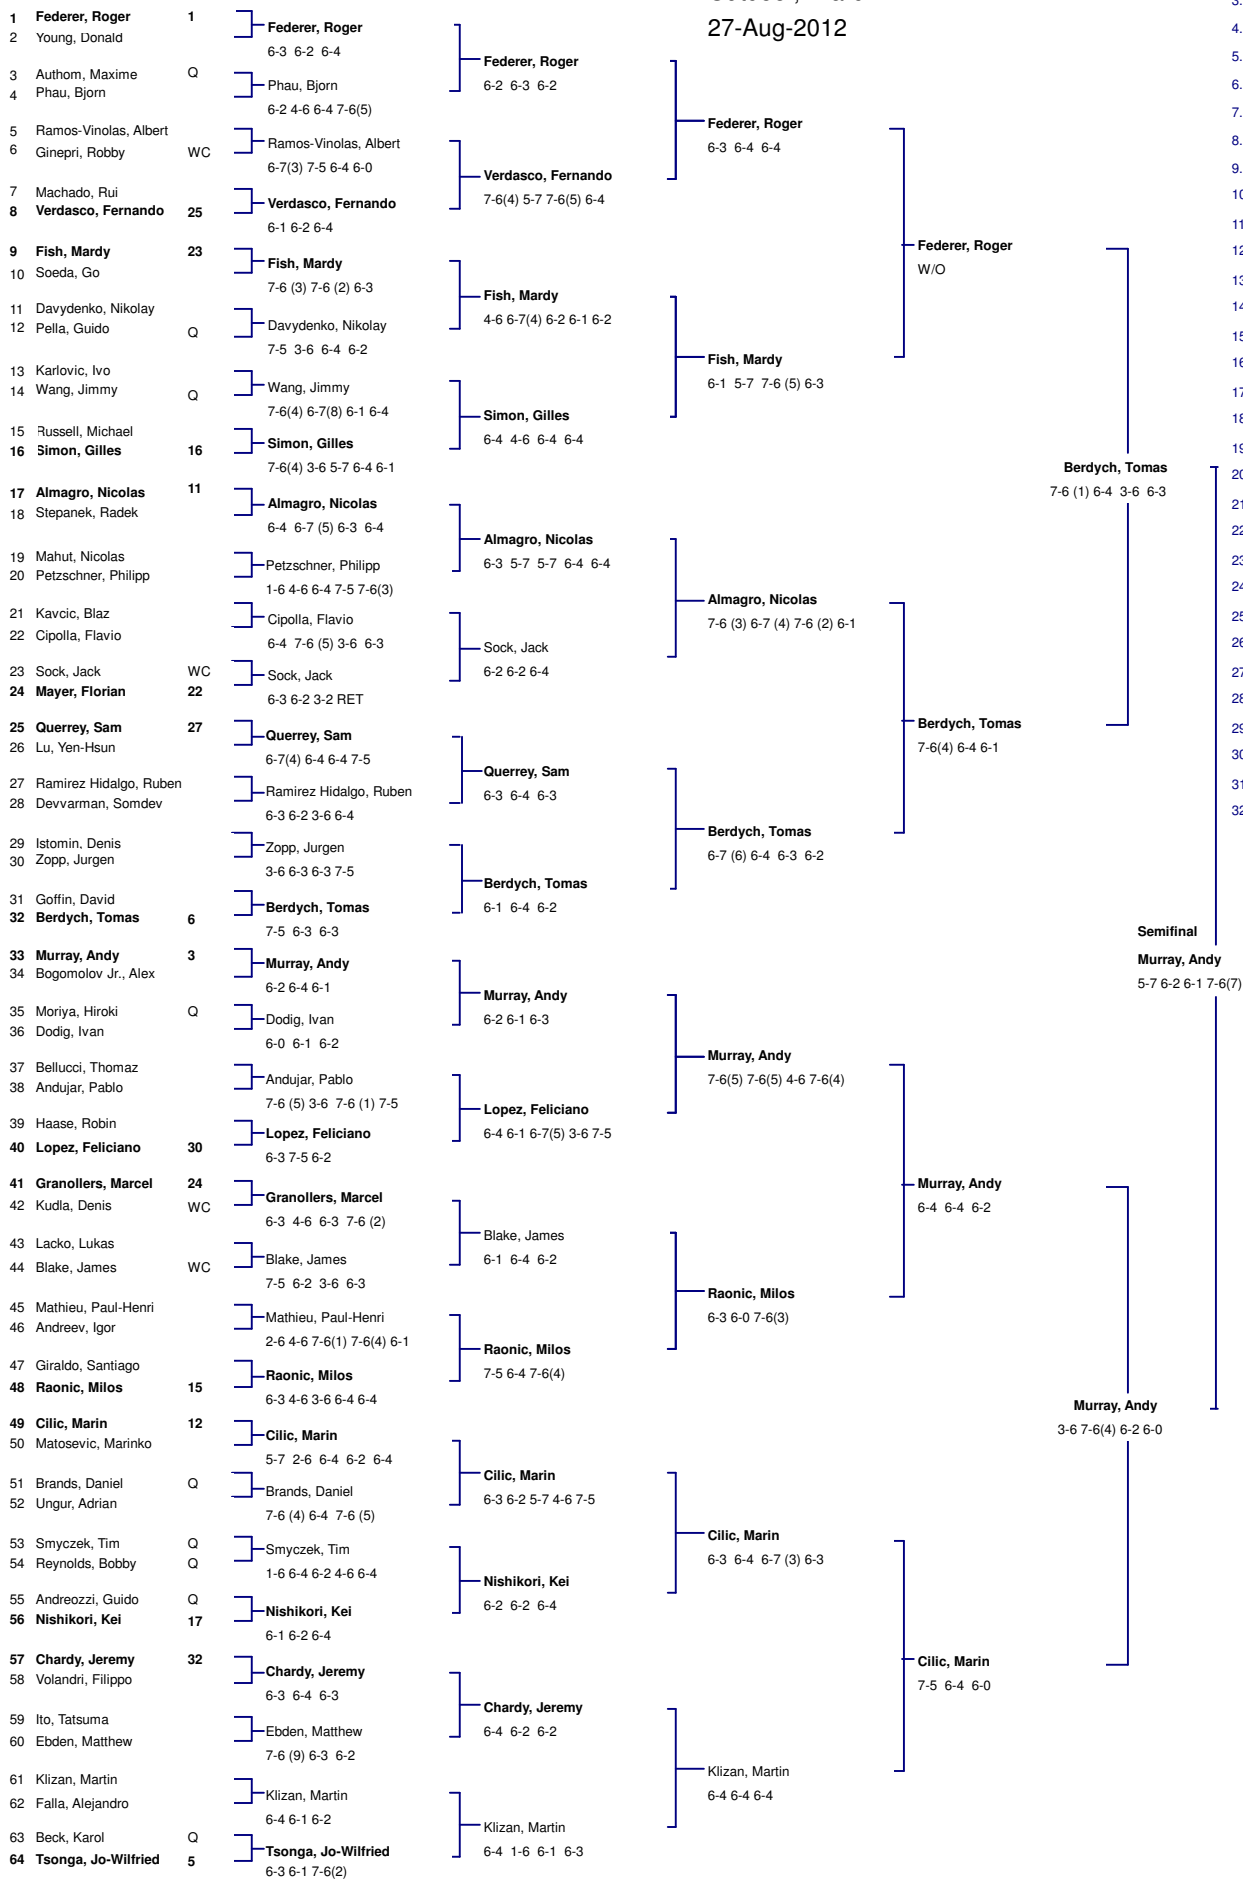 27-Aug-2012
1 Federer, Roger 1
2 Young, Donald
3 Authom, Maxime Q
4 Phau, Bjorn
5 Ramos-Vinolas, Albert
6 Ginepri, Robby WC
7 Machado, Rui
8 Verdasco, Fernando 25
9 Fish, Mardy 23
10 Soeda, Go
11 Davydenko, Nikolay
12 Pella, Guido Q
13 Karlovic, Ivo
14 Wang, Jimmy Q
15 Russell, Michael
16 Simon, Gilles 16
17 Almagro, Nicolas 11
18 Stepanek, Radek
19 Mahut, Nicolas
20 Petzschner, Philipp
21 Kavcic, Blaz
22 Cipolla, Flavio
23 Sock, Jack WC
24 Mayer, Florian 22
25 Querrey, Sam 27
26 Lu, Yen-Hsun
27 Ramirez Hidalgo, Ruben
28 Devvarman, Somdev
29 Istomin, Denis
30 Zopp, Jurgen
31 Goffin, David
32 Berdych, Tomas 6
33 Murray, Andy 3
34 Bogomolov Jr., Alex
35 Moriya, Hiroki Q
36 Dodig, Ivan
37 Bellucci, Thomaz
38 Andujar, Pablo
39 Haase, Robin
40 Lopez, Feliciano 30
41 Granollers, Marcel 24
42 Kudla, Denis WC
43 Lacko, Lukas
44 Blake, James WC
45 Mathieu, Paul-Henri
46 Andreev, Igor
47 Giraldo, Santiago
48 Raonic, Milos 15
49 Cilic, Marin 12
50 Matosevic, Marinko
51 Brands, Daniel Q
52 Ungur, Adrian
53 Smyczek, Tim Q
54 Reynolds, Bobby Q
55 Andreozzi, Guido Q
56 Nishikori, Kei 17
57 Chardy, Jeremy 32
58 Volandri, Filippo
59 Ito, Tatsuma
60 Ebden, Matthew
61 Klizan, Martin
62 Falla, Alejandro
63 Beck, Karol Q
64 Tsonga, Jo-Wilfried 5
Federer, Roger
6-3 6-2 6-4
Phau, Bjorn
6-2 4-6 6-4 7-6(5)
Ramos-Vinolas, Albert
6-7(3) 7-5 6-4 6-0
Verdasco, Fernando
6-1 6-2 6-4
Fish, Mardy
7-6 (3) 7-6 (2) 6-3
Davydenko, Nikolay
7-5 3-6 6-4 6-2
Wang, Jimmy
7-6(4) 6-7(8) 6-1 6-4
Simon, Gilles
7-6(4) 3-6 5-7 6-4 6-1
Almagro, Nicolas
6-4 6-7 (5) 6-3 6-4
Petzschner, Philipp
1-6 4-6 6-4 7-5 7-6(3)
Cipolla, Flavio
6-4 7-6 (5) 3-6 6-3
Sock, Jack
6-3 6-2 3-2 RET
Querrey, Sam
6-7(4) 6-4 6-4 7-5
Ramirez Hidalgo, Ruben
6-3 6-2 3-6 6-4
Zopp, Jurgen
3-6 6-3 6-3 7-5
Berdych, Tomas
7-5 6-3 6-3
Murray, Andy
6-2 6-4 6-1
Dodig, Ivan
6-0 6-1 6-2
Andujar, Pablo
7-6 (5) 3-6 7-6 (1) 7-5
Lopez, Feliciano
6-3 7-5 6-2
Granollers, Marcel
6-3 4-6 6-3 7-6 (2)
Blake, James
7-5 6-2 3-6 6-3
Mathieu, Paul-Henri
2-6 4-6 7-6(1) 7-6(4) 6-1
Raonic, Milos
6-3 4-6 3-6 6-4 6-4
Cilic, Marin
5-7 2-6 6-4 6-2 6-4
Brands, Daniel
7-6 (4) 6-4 7-6 (5)
Smyczek, Tim
1-6 6-4 6-2 4-6 6-4
Nishikori, Kei
6-1 6-2 6-4
Chardy, Jeremy
6-3 6-4 6-3
Ebden, Matthew
7-6 (9) 6-3 6-2
Klizan, Martin
6-4 6-1 6-2
Tsonga, Jo-Wilfried
6-3 6-1 7-6(2)
Federer, Roger
6-2 6-3 6-2
Verdasco, Fernando
7-6(4) 5-7 7-6(5) 6-4
Fish, Mardy
4-6 6-7(4) 6-2 6-1 6-2
Simon, Gilles
6-4 4-6 6-4 6-4
Almagro, Nicolas
6-3 5-7 5-7 6-4 6-4
Sock, Jack
6-2 6-2 6-4
Querrey, Sam
6-3 6-4 6-3
Berdych, Tomas
6-1 6-4 6-2
Murray, Andy
6-2 6-1 6-3
Lopez, Feliciano
6-4 6-1 6-7(5) 3-6 7-5
Blake, James
6-1 6-4 6-2
Raonic, Milos
7-5 6-4 7-6(4)
Cilic, Marin
6-3 6-2 5-7 4-6 7-5
Nishikori, Kei
6-2 6-2 6-4
Chardy, Jeremy
6-4 6-2 6-2
Klizan, Martin
6-4 1-6 6-1 6-3
Federer, Roger
6-3 6-4 6-4
Fish, Mardy
6-1 5-7 7-6 (5) 6-3
Almagro, Nicolas
7-6 (3) 6-7 (4) 7-6 (2) 6-1
Berdych, Tomas
6-7 (6) 6-4 6-3 6-2
Murray, Andy
7-6(5) 7-6(5) 4-6 7-6(4)
Raonic, Milos
6-3 6-0 7-6(3)
Cilic, Marin
6-3 6-4 6-7 (3) 6-3
Klizan, Martin
6-4 6-4 6-4
Federer, Roger
W/O
Berdych, Tomas
7-6(4) 6-4 6-1
Murray, Andy
6-4 6-4 6-2
Cilic, Marin
7-5 6-4 6-0
Berdych, Tomas
7-6 (1) 6-4 3-6 6-3
Murray, Andy
3-6 7-6(4) 6-2 6-0
Semifinal
Murray, Andy
5-7 6-2 6-1 7-6(7)
4.
5.
6.
7.
8.
9.